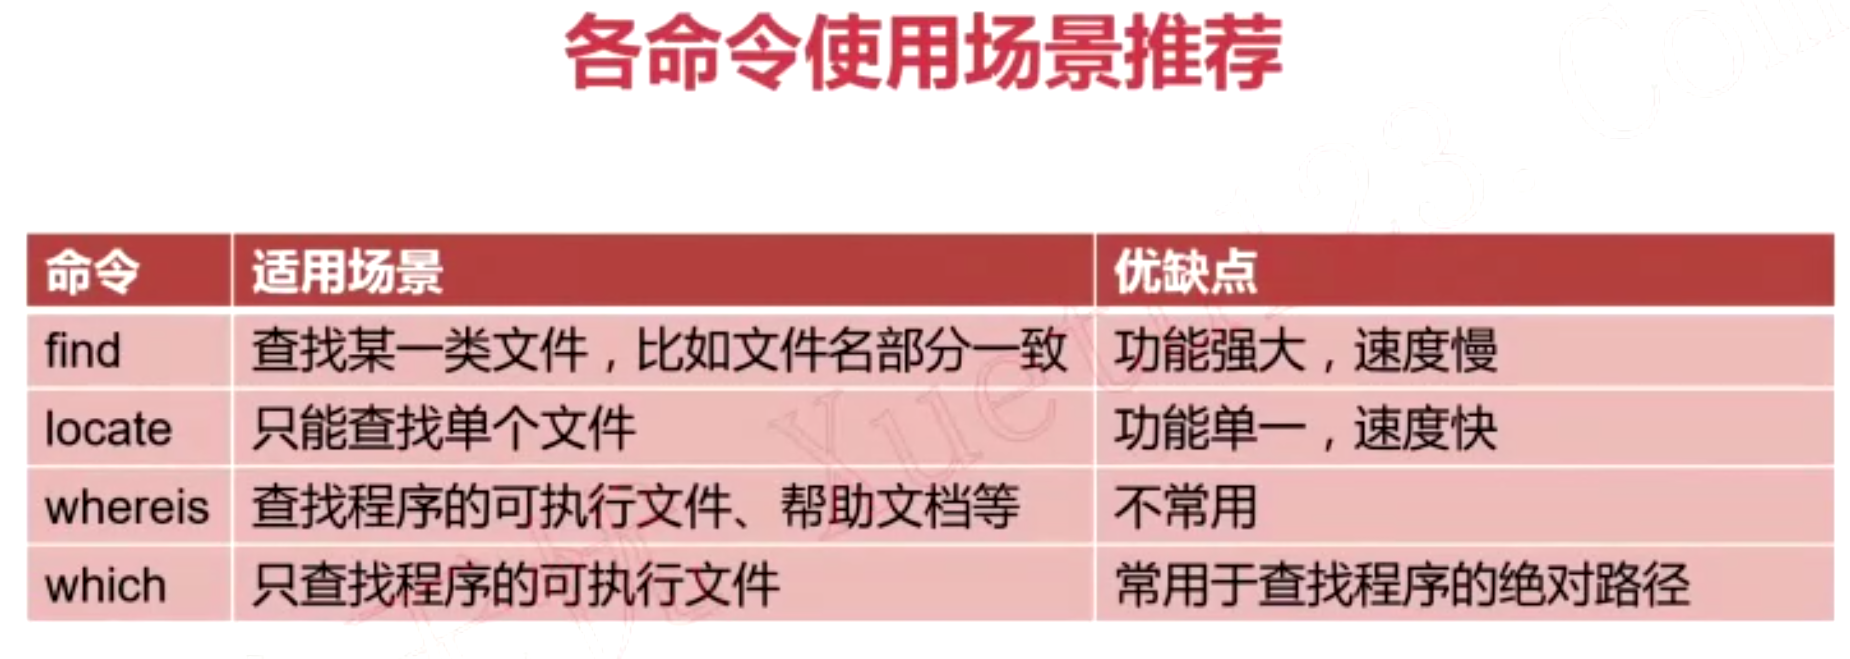 各命令使用场景推荐
命令 适用场景 优缺点
find 查找某一类文件，比如文件名部分一致 功能强大，速度慢
locate 只能查找单个文件 功能单一，速度快
whereis 查找程序的可执行文件、帮助文档等 不常用
which 只查找程序的可执行文件 常用于查找程序的绝对路径